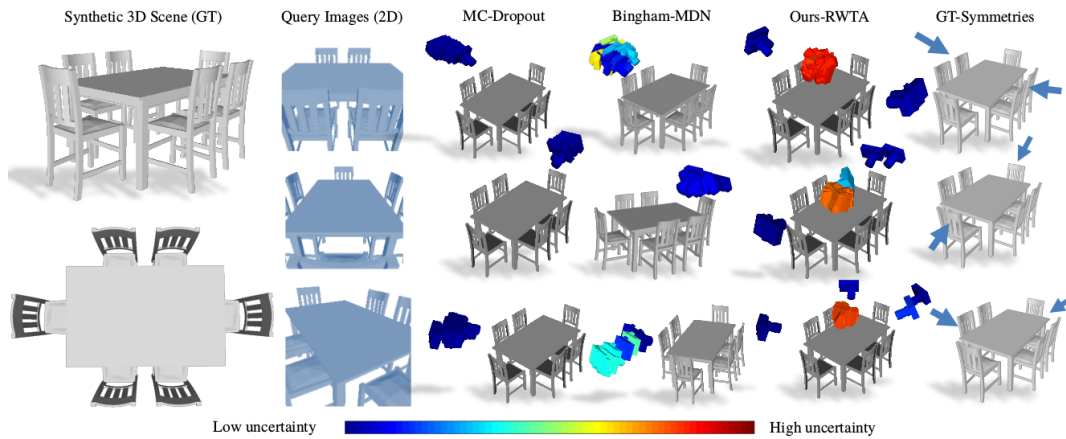 Synthetic 3D Scene (GT)
Query Images (2D)
MC-Dropout
Bingham-MDN
Ours-RWTA
GT-Symmetries
Low uncertainty
High uncertainty